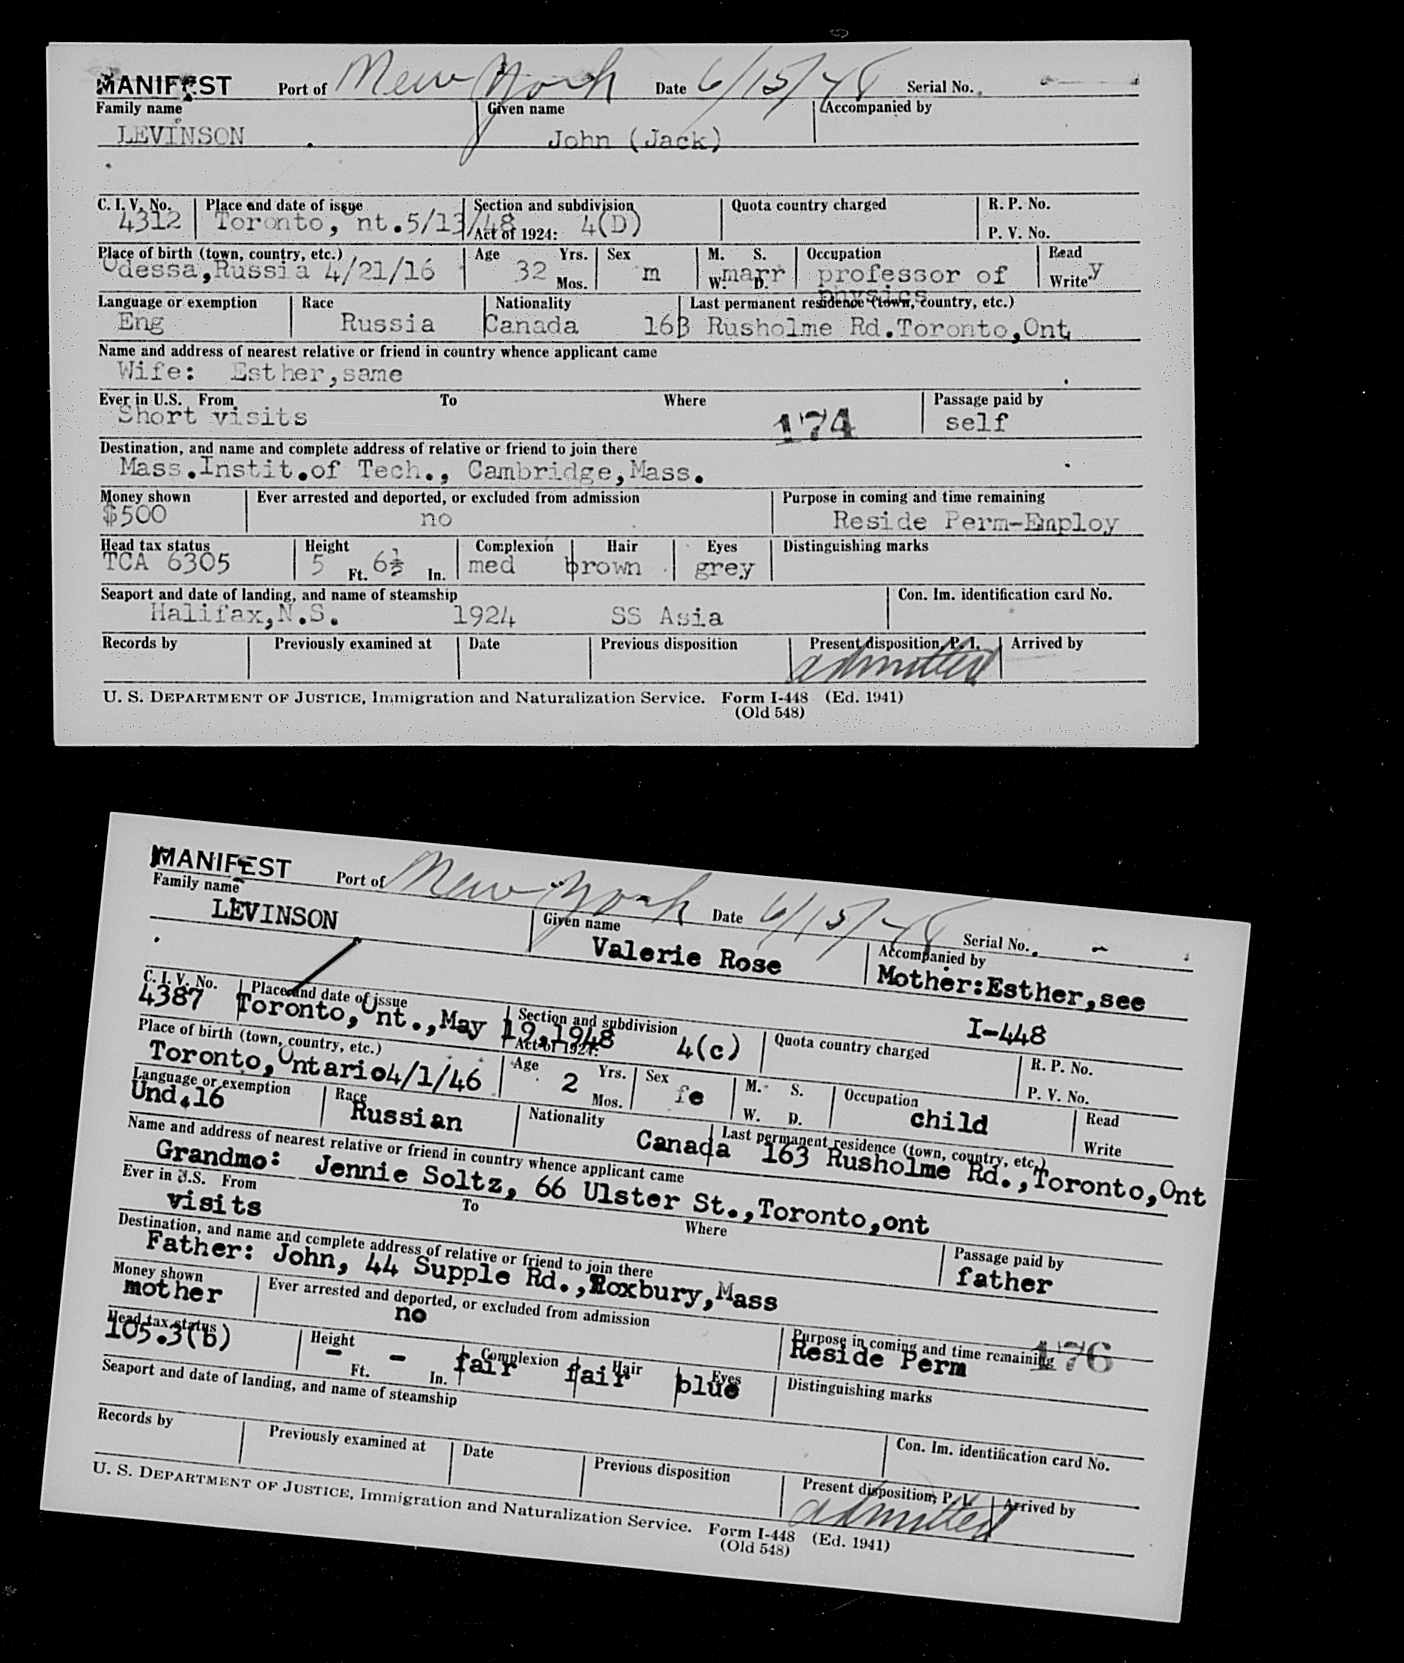 MANIFEST Port of New York Date 6/15/48 Serial No.
Family name Given name Accompanied by
LEVINSON John (Jack)
C. I. V. No. Place and date of issue Section and subdivision Quota country charged R. P. No.
4312 Toronto, nt.5/13/48 Act of 1924: 4(D) P. V. No.
Place of birth (town, country, etc.) Age Yrs. Sex M. S. Occupation Read
Odessa,Russia 4/21/16 32 Mos. m W. marr D. professor of Write y
physics
Language or exemption Race Nationality Last permanent residence (town, country, etc.)
Eng Russia Canada 163 Rusholme Rd.Toronto,Ont
Name and address of nearest relative or friend in country whence applicant came
Wife: Esther,same
Ever in U.S. From To Where Passage paid by
Short visits 174 self
Destination, and name and complete address of relative or friend to join there
Mass.Instit.of Tech., Cambridge,Mass.
Money shown Ever arrested and deported, or excluded from admission Purpose in coming and time remaining
$500 no Reside Perm-Employ
Head tax status Height Complexion Hair Eyes Distinguishing marks
TCA 6305 5 Ft. 6½ In. med brown grey
Seaport and date of landing, and name of steamship Con. Im. identification card No.
Halifax,N.S. 1924 SS Asia
Records by Previously examined at Date Previous disposition Present disposition, P. I. Arrived by
admitted
U. S. DEPARTMENT OF JUSTICE, Immigration and Naturalization Service. Form I-448 (Ed. 1941)
(Old 548)
MANIFEST Port of New York Date 6/15/48 Serial No.
Family name Given name Accompanied by
LEVINSON Valerie Rose Mother:Esther,see
I-448
C. I. V. No. Place and date of issue Section and subdivision Quota country charged R. P. No.
4387 Toronto,Ont.,May 19,1948 Act of 1924: 4(c) P. V. No.
Place of birth (town, country, etc.) Age Yrs. Sex M. S. Occupation Read
Toronto,Ontario4/1/46 2 Mos. fe W. D. child Write
Language or exemption Race Nationality Last permanent residence (town, country, etc.)
Und.16 Russian Canada 163 Rusholme Rd.,Toronto,Ont
Name and address of nearest relative or friend in country whence applicant came
Grandmo: Jennie Soltz, 66 Ulster St.,Toronto,ont
Ever in U.S. From To Where Passage paid by
visits father
Destination, and name and complete address of relative or friend to join there
Father: John, 44 Supple Rd.,Roxbury,Mass
Money shown Ever arrested and deported, or excluded from admission Purpose in coming and time remaining
mother no Reside Perm 176
Head tax status Height Complexion Hair Eyes Distinguishing marks
105.3(b) - Ft. - In. fair fair blue
Seaport and date of landing, and name of steamship Con. Im. identification card No.
Records by Previously examined at Date Previous disposition Present disposition, P. I. Arrived by
admitted
U. S. DEPARTMENT OF JUSTICE, Immigration and Naturalization Service. Form I-448 (Ed. 1941)
(Old 548)